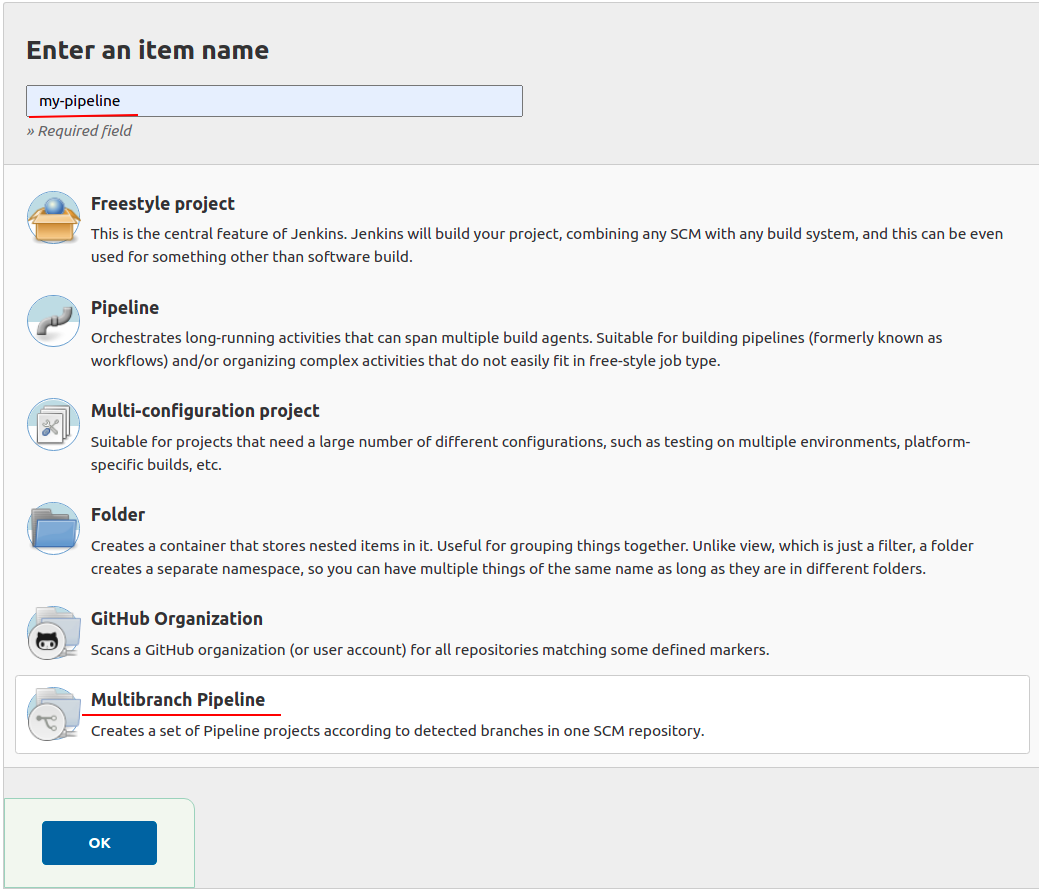 Enter an item name
my-pipeline
» Required field
Freestyle project
This is the central feature of Jenkins. Jenkins will build your project, combining any SCM with any build system, and this can be even
used for something other than software build.
Pipeline
Orchestrates long-running activities that can span multiple build agents. Suitable for building pipelines (formerly known as
workflows) and/or organizing complex activities that do not easily fit in free-style job type.
Multi-configuration project
Suitable for projects that need a large number of different configurations, such as testing on multiple environments, platform-
specific builds, etc.
Folder
Creates a container that stores nested items in it. Useful for grouping things together. Unlike view, which is just a filter, a folder
creates a separate namespace, so you can have multiple things of the same name as long as they are in different folders.
GitHub Organization
Scans a GitHub organization (or user account) for all repositories matching some defined markers.
Multibranch Pipeline
Creates a set of Pipeline projects according to detected branches in one SCM repository.
OK